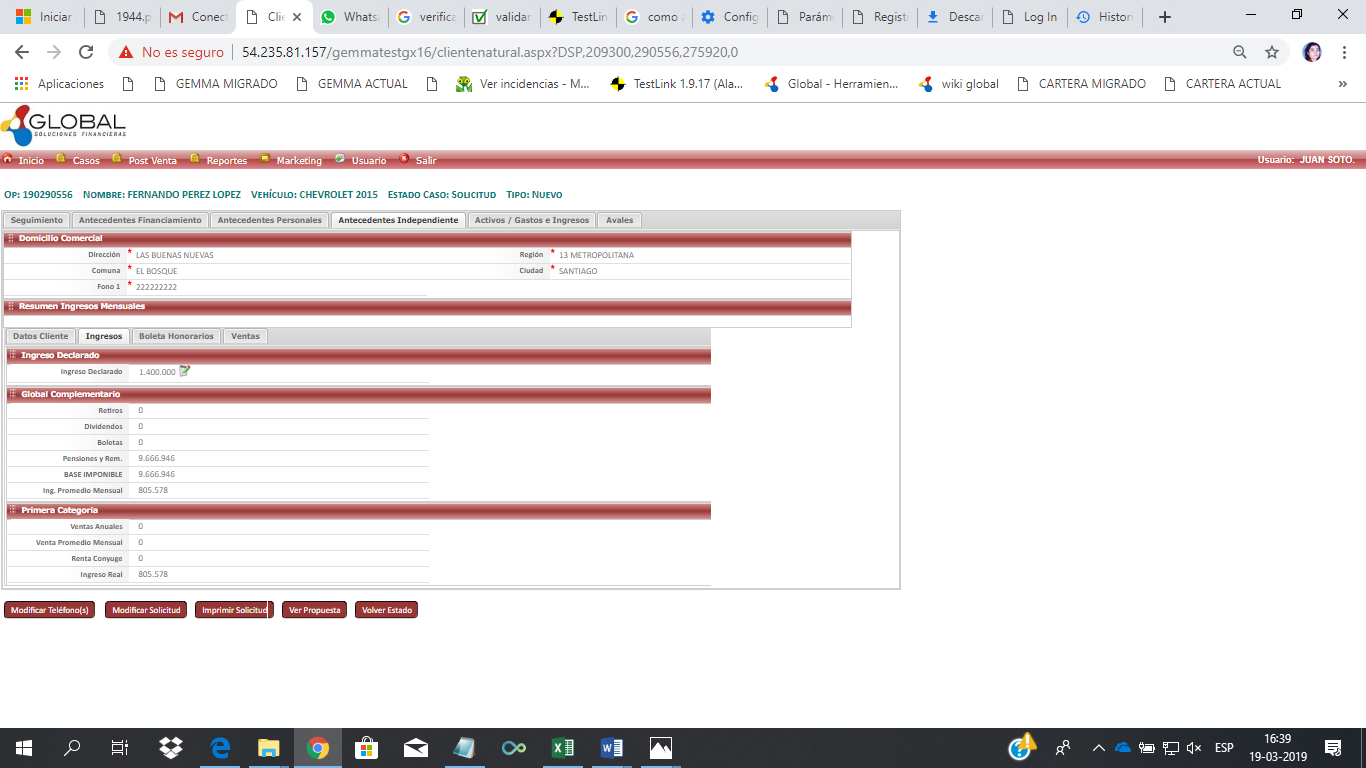 Iniciar
1944.p
Conect
Clie
Whats
verifica
validar
TestLin
como
Config
Parám
Regist
Descar
Log In
Histori
No es seguro
54.235.81.157/gemmatestgx16/clientenatural.aspx?DSP,209300,290556,275920,0
Aplicaciones
GEMMA MIGRADO
GEMMA ACTUAL
Ver incidencias - M...
TestLink 1.9.17 (Ala...
Global - Herramien...
wiki global
CARTERA MIGRADO
CARTERA ACTUAL
»
GLOBAL
SOLUCIONES FINANCIERAS
Inicio Casos Post Venta Reportes Marketing Usuario Salir
Usuario: JUAN SOTO.
OP: 190290556 NOMBRE: FERNANDO PEREZ LOPEZ VEHÍCULO: CHEVROLET 2015 ESTADO CASO: SOLICITUD TIPO: NUEVO
Seguimiento Antecedentes Financiamiento Antecedentes Personales Antecedentes Independiente Activos / Gastos e Ingresos Avales
Domicilio Comercial
Dirección * LAS BUENAS NUEVAS Región * 13 METROPOLITANA
Comuna * EL BOSQUE Ciudad * SANTIAGO
Fono 1 * 222222222
Resumen Ingresos Mensuales
Datos Cliente Ingresos Boleta Honorarios Ventas
Ingreso Declarado
Ingreso Declarado 1.400.000
Global Complementario
Retiros 0
Dividendos 0
Boletas 0
Pensiones y Rem. 9.666.946
BASE IMPONIBLE 9.666.946
Ing. Promedio Mensual 805.578
Primera Categoria
Ventas Anuales 0
Venta Promedio Mensual 0
Renta Conyuge 0
Ingreso Real 805.578
Modificar Teléfono(s) Modificar Solicitud Imprimir Solicitud Ver Propuesta Volver Estado
ESP
16:39
19-03-2019